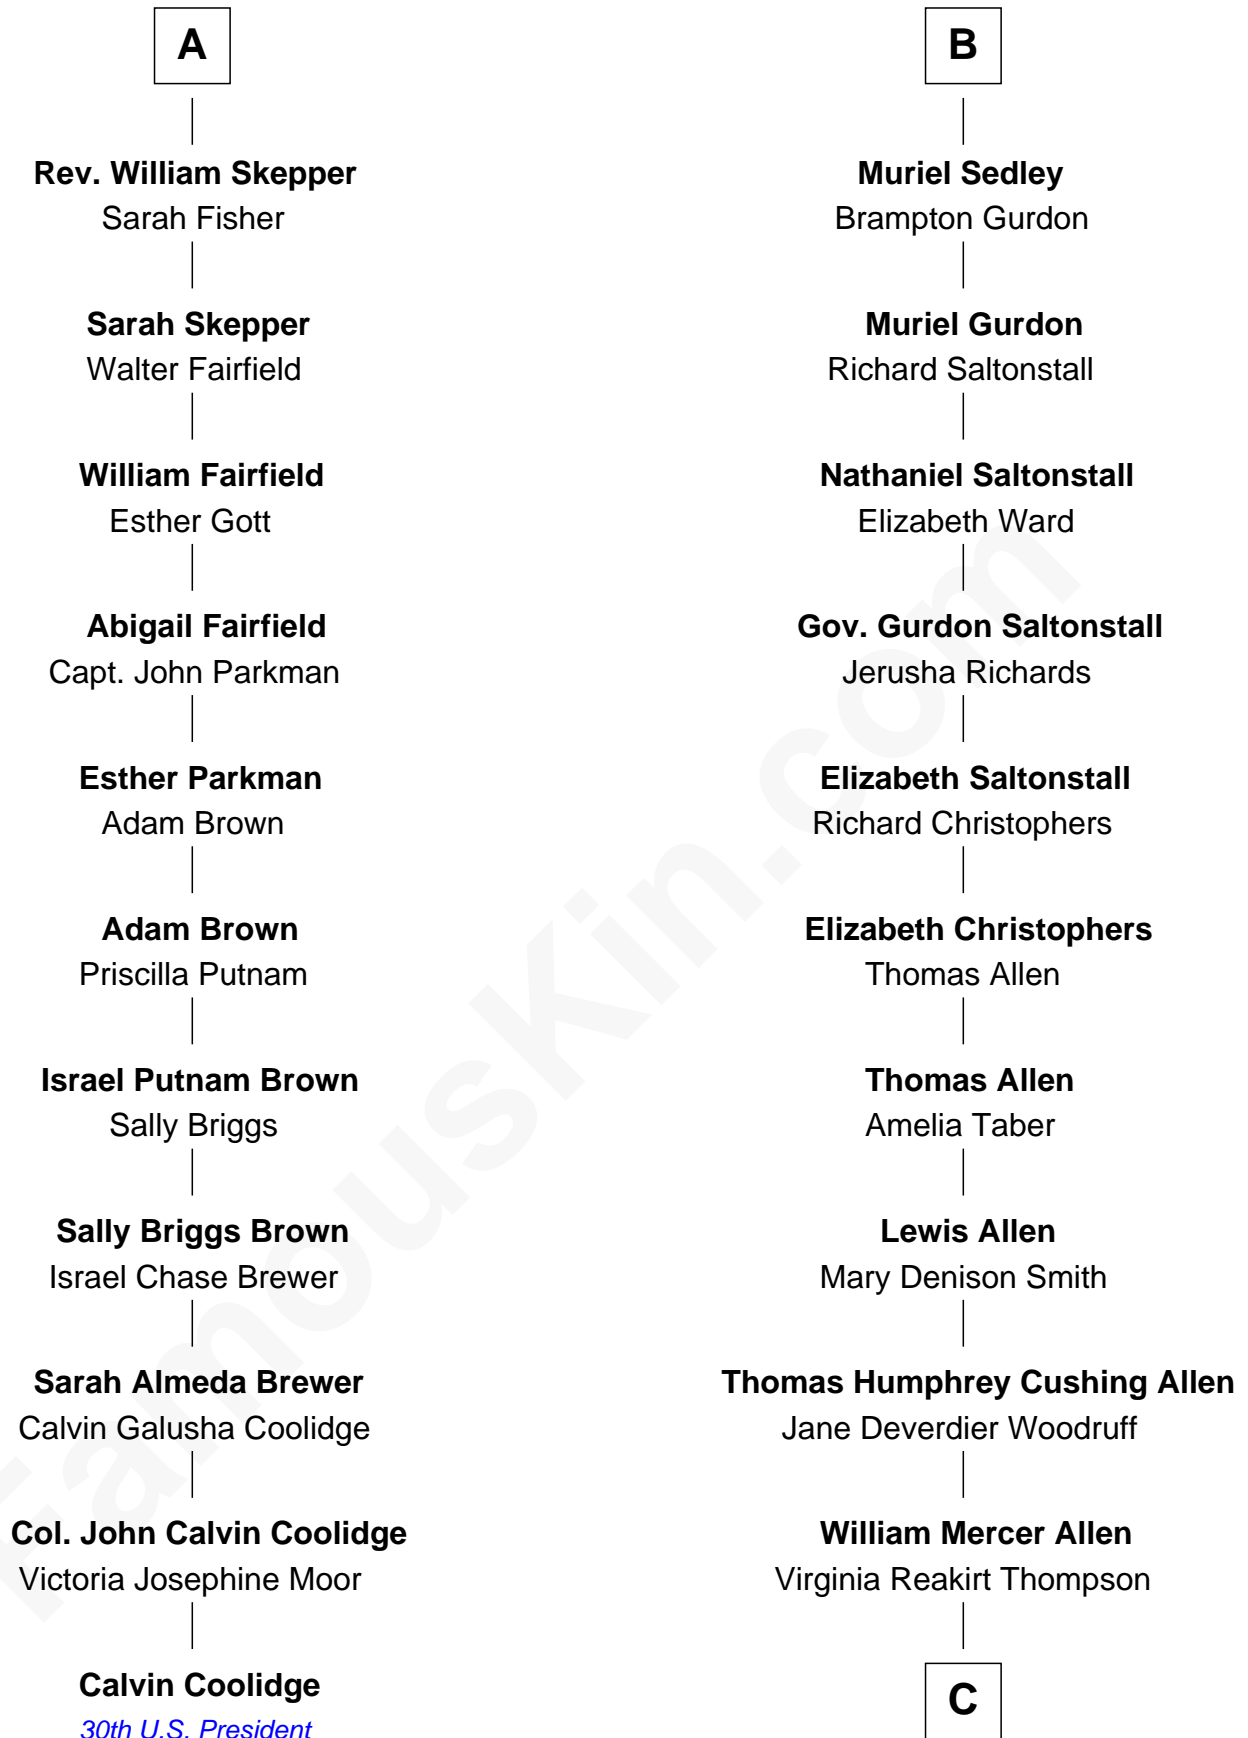 A
Rev. William Skepper
Sarah Fisher
Sarah Skepper
Walter Fairfield
William Fairfield
Esther Gott
Abigail Fairfield
Capt. John Parkman
Esther Parkman
Adam Brown
Adam Brown
Priscilla Putnam
Israel Putnam Brown
Sally Briggs
Sally Briggs Brown
Israel Chase Brewer
Sarah Almeda Brewer
Calvin Galusha Coolidge
Col. John Calvin Coolidge
Victoria Josephine Moor
Calvin Coolidge
30th U.S. President
B
Muriel Sedley
Brampton Gurdon
Muriel Gurdon
Richard Saltonstall
Nathaniel Saltonstall
Elizabeth Ward
Gov. Gurdon Saltonstall
Jerusha Richards
Elizabeth Saltonstall
Richard Christophers
Elizabeth Christophers
Thomas Allen
Thomas Allen
Amelia Taber
Lewis Allen
Mary Denison Smith
Thomas Humphrey Cushing Allen
Jane Deverdier Woodruff
William Mercer Allen
Virginia Reakirt Thompson
C
FamousKin.com